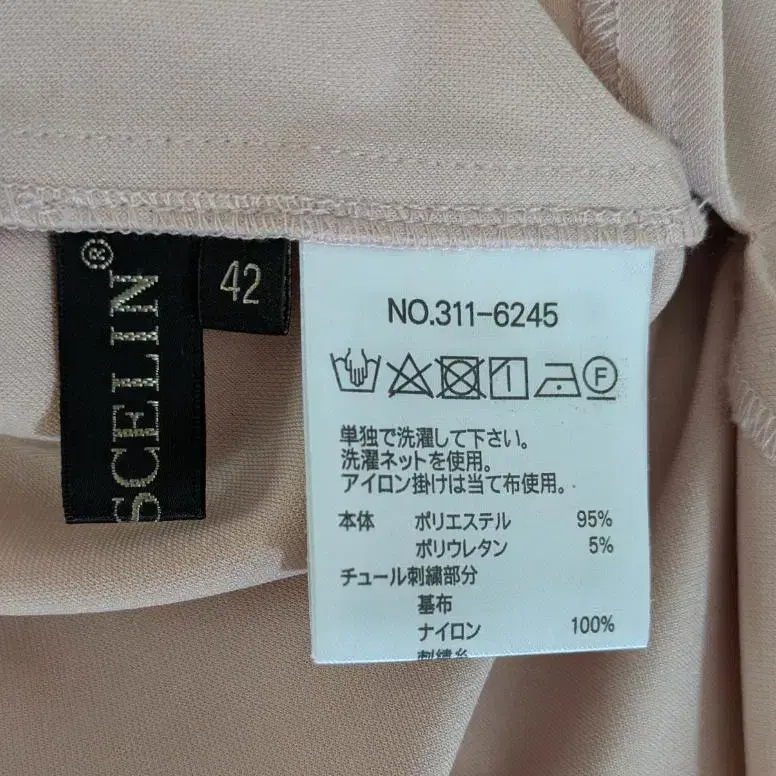 SCELIN®
42
NO.311-6245
F
単独で洗濯して下さい。
洗濯ネットを使用。
アイロン掛けは当て布使用。
本体 ポリエステル 95%
ポリウレタン 5%
チュール刺繍部分
基布
ナイロン 100%
刺繍糸